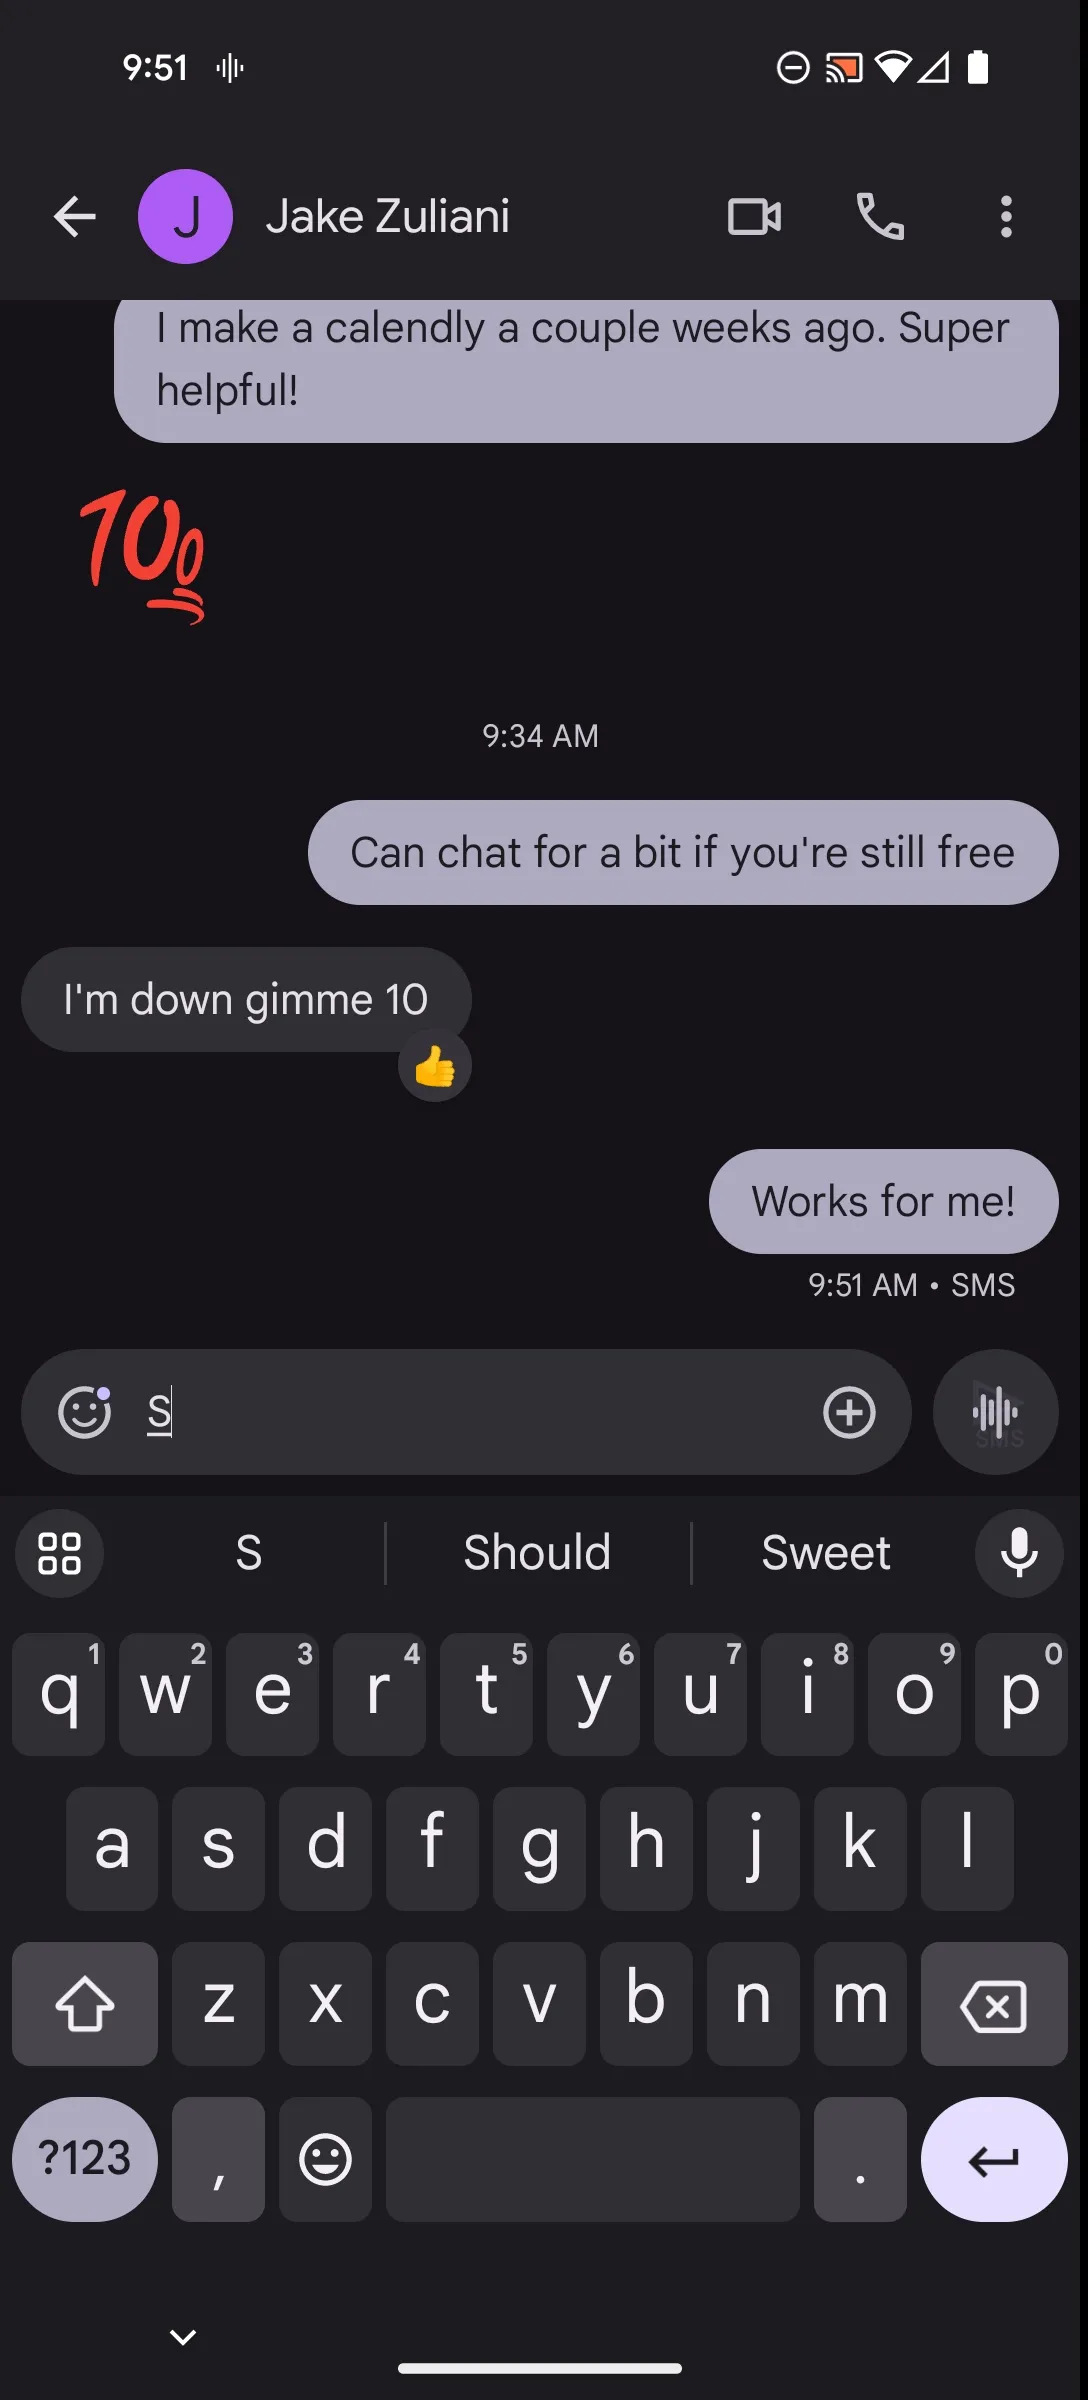 9:51
J
Jake Zuliani
I make a calendly a couple weeks ago. Super
helpful!
💯
9:34 AM
Can chat for a bit if you're still free
I'm down gimme 10
👍
Works for me!
9:51 AM • SMS
S
SMS
S Should Sweet
1 2 3 4 5 6 7 8 9 0
q w e r t y u i o p
a s d f g h j k l
z x c v b n m
?123 , .